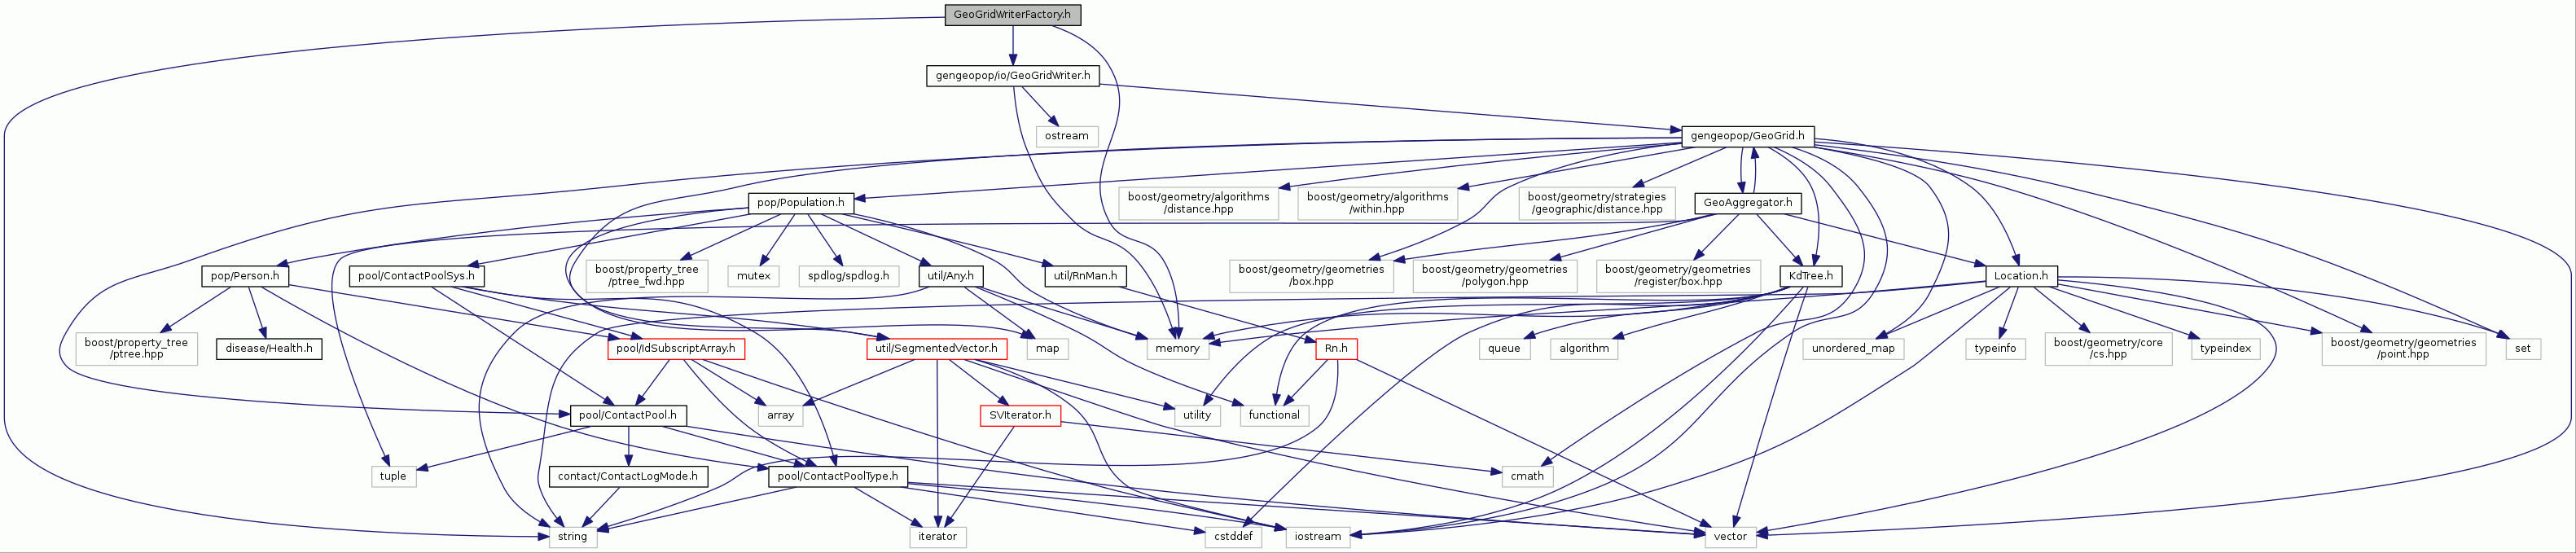 GeoGridWriterFactory.h
gengeopop/io/GeoGridWriter.h
ostream
gengeopop/GeoGrid.h
pop/Population.h
boost/geometry/algorithms
/distance.hpp
boost/geometry/algorithms
/within.hpp
boost/geometry/strategies
/geographic/distance.hpp
GeoAggregator.h
pop/Person.h
pool/ContactPoolSys.h
boost/property_tree
/ptree_fwd.hpp
mutex
spdlog/spdlog.h
util/Any.h
util/RnMan.h
boost/geometry/geometries
/box.hpp
boost/geometry/geometries
/polygon.hpp
boost/geometry/geometries
/register/box.hpp
KdTree.h
Location.h
boost/property_tree
/ptree.hpp
disease/Health.h
pool/IdSubscriptArray.h
util/SegmentedVector.h
map
memory
Rn.h
queue
algorithm
unordered_map
typeinfo
boost/geometry/core
/cs.hpp
typeindex
boost/geometry/geometries
/point.hpp
set
pool/ContactPool.h
array
SVIterator.h
utility
functional
tuple
contact/ContactLogMode.h
pool/ContactPoolType.h
cmath
string
iterator
cstddef
iostream
vector